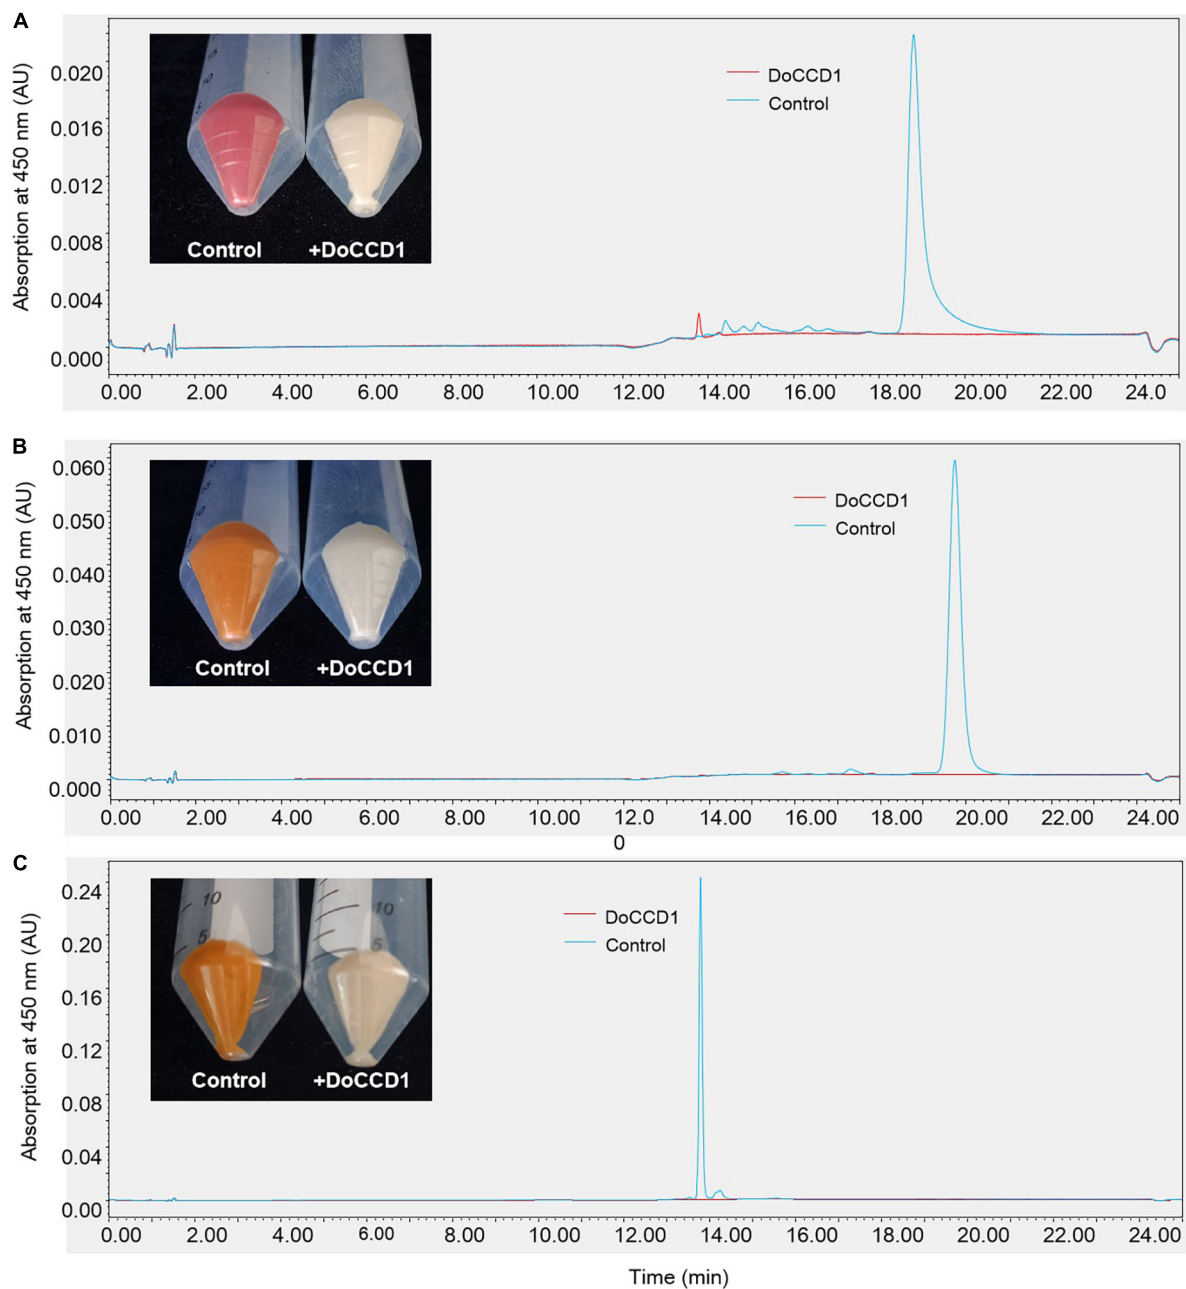 A
Absorption at 450 nm (AU)
0.020
0.016
0.012
0.008
0.004
0.000
15
10
5
Control +DoCCD1
DoCCD1
Control
0.00 2.00 4.00 6.00 8.00 10.00 12.00 14.00 16.00 18.00 20.00 22.00 24.0
B
Absorption at 450 nm (AU)
0.060
0.050
0.040
0.030
0.020
0.010
0.000
15
10
Control +DoCCD1
DoCCD1
Control
0.00 2.00 4.00 6.00 8.00 10.00 12.00 14.00 16.00 18.00 20.00 22.00 24.00
0
C
Absorption at 450 nm (AU)
0.24
0.20
0.16
0.12
0.08
0.04
0.00
10 10
5 5
Control +DoCCD1
DoCCD1
Control
0.00 2.00 4.00 6.00 8.00 10.00 12.00 14.00 16.00 18.00 20.00 22.00 24.00
Time (min)